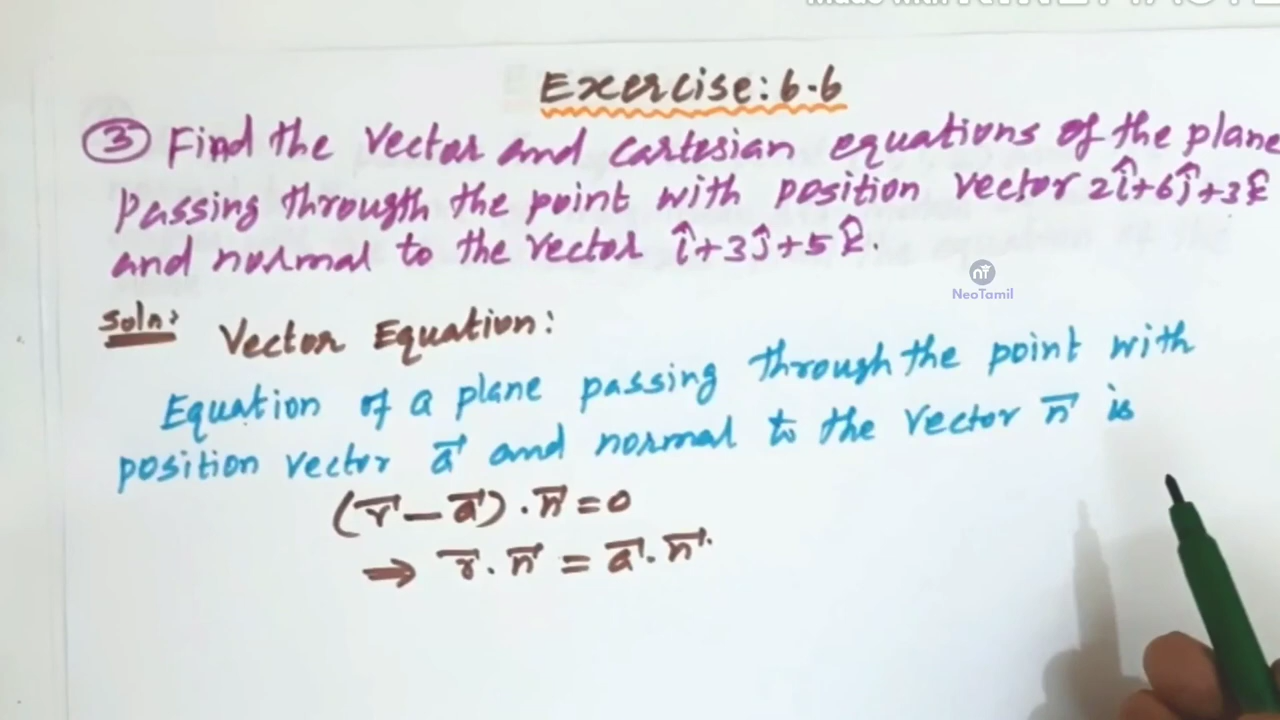 Exercise: 6.6
③ Find the Vector and cartesian equations of the plane
passing through the point with position vector 2î+6ĵ+3k̂
and normal to the vector î+3ĵ+5k̂.
NeoTamil
Soln: Vector Equation:
Equation of a plane passing through the point with
position vector a⃗ and normal to the vector n⃗ is
(r⃗ – a⃗) . n⃗ = 0
⇒ r⃗ . n⃗ = a⃗ . n⃗.